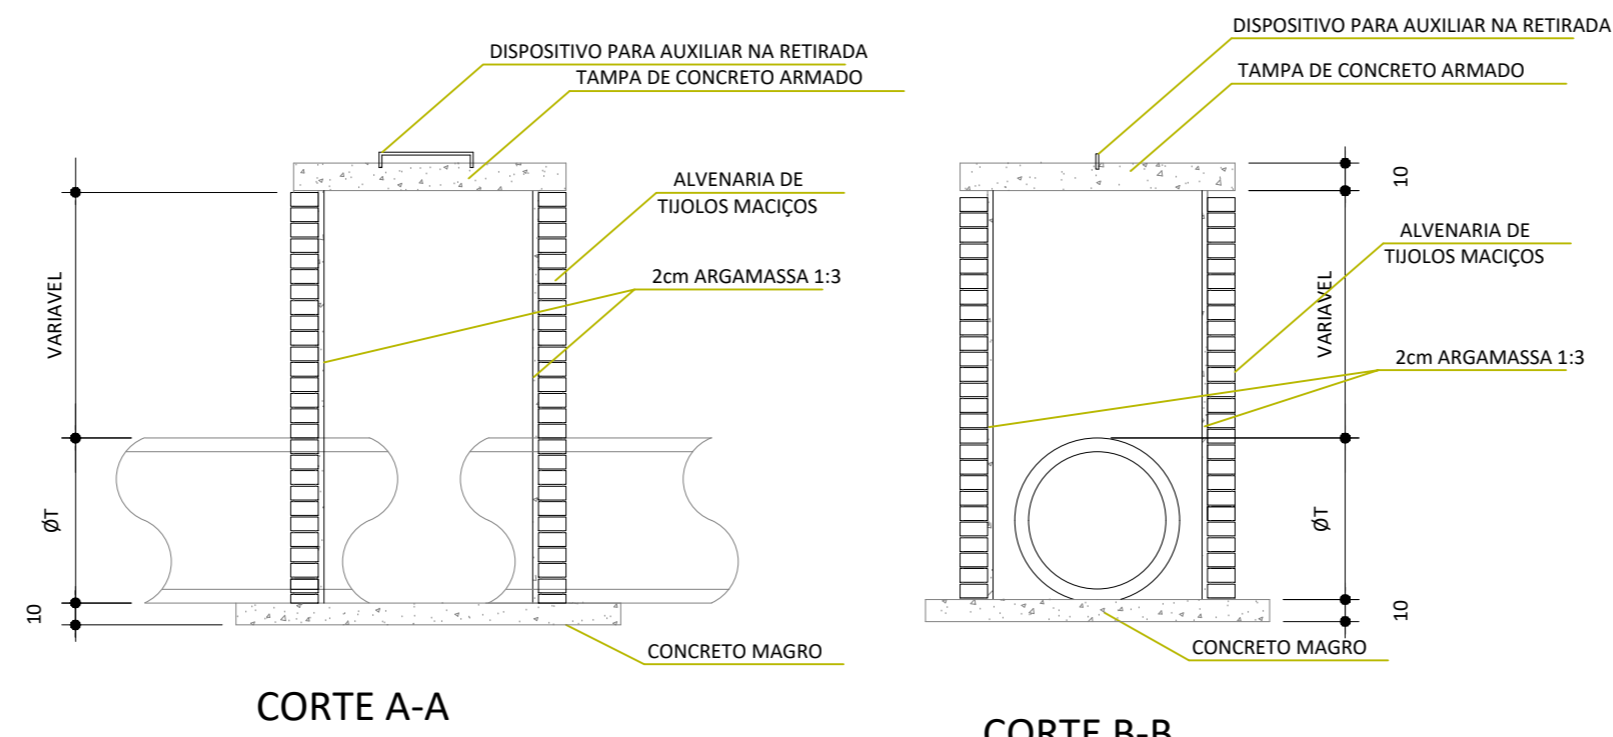 DISPOSITIVO PARA AUXILIAR NA RETIRADA
TAMPA DE CONCRETO ARMADO
ALVENARIA DE
TIJOLOS MACIÇOS
2cm ARGAMASSA 1:3
VARIAVEL
ØT
10
CONCRETO MAGRO
CORTE A-A
DISPOSITIVO PARA AUXILIAR NA RETIRADA
TAMPA DE CONCRETO ARMADO
10
ALVENARIA DE
TIJOLOS MACIÇOS
VARIAVEL
2cm ARGAMASSA 1:3
ØT
10
CONCRETO MAGRO
CORTE B-B